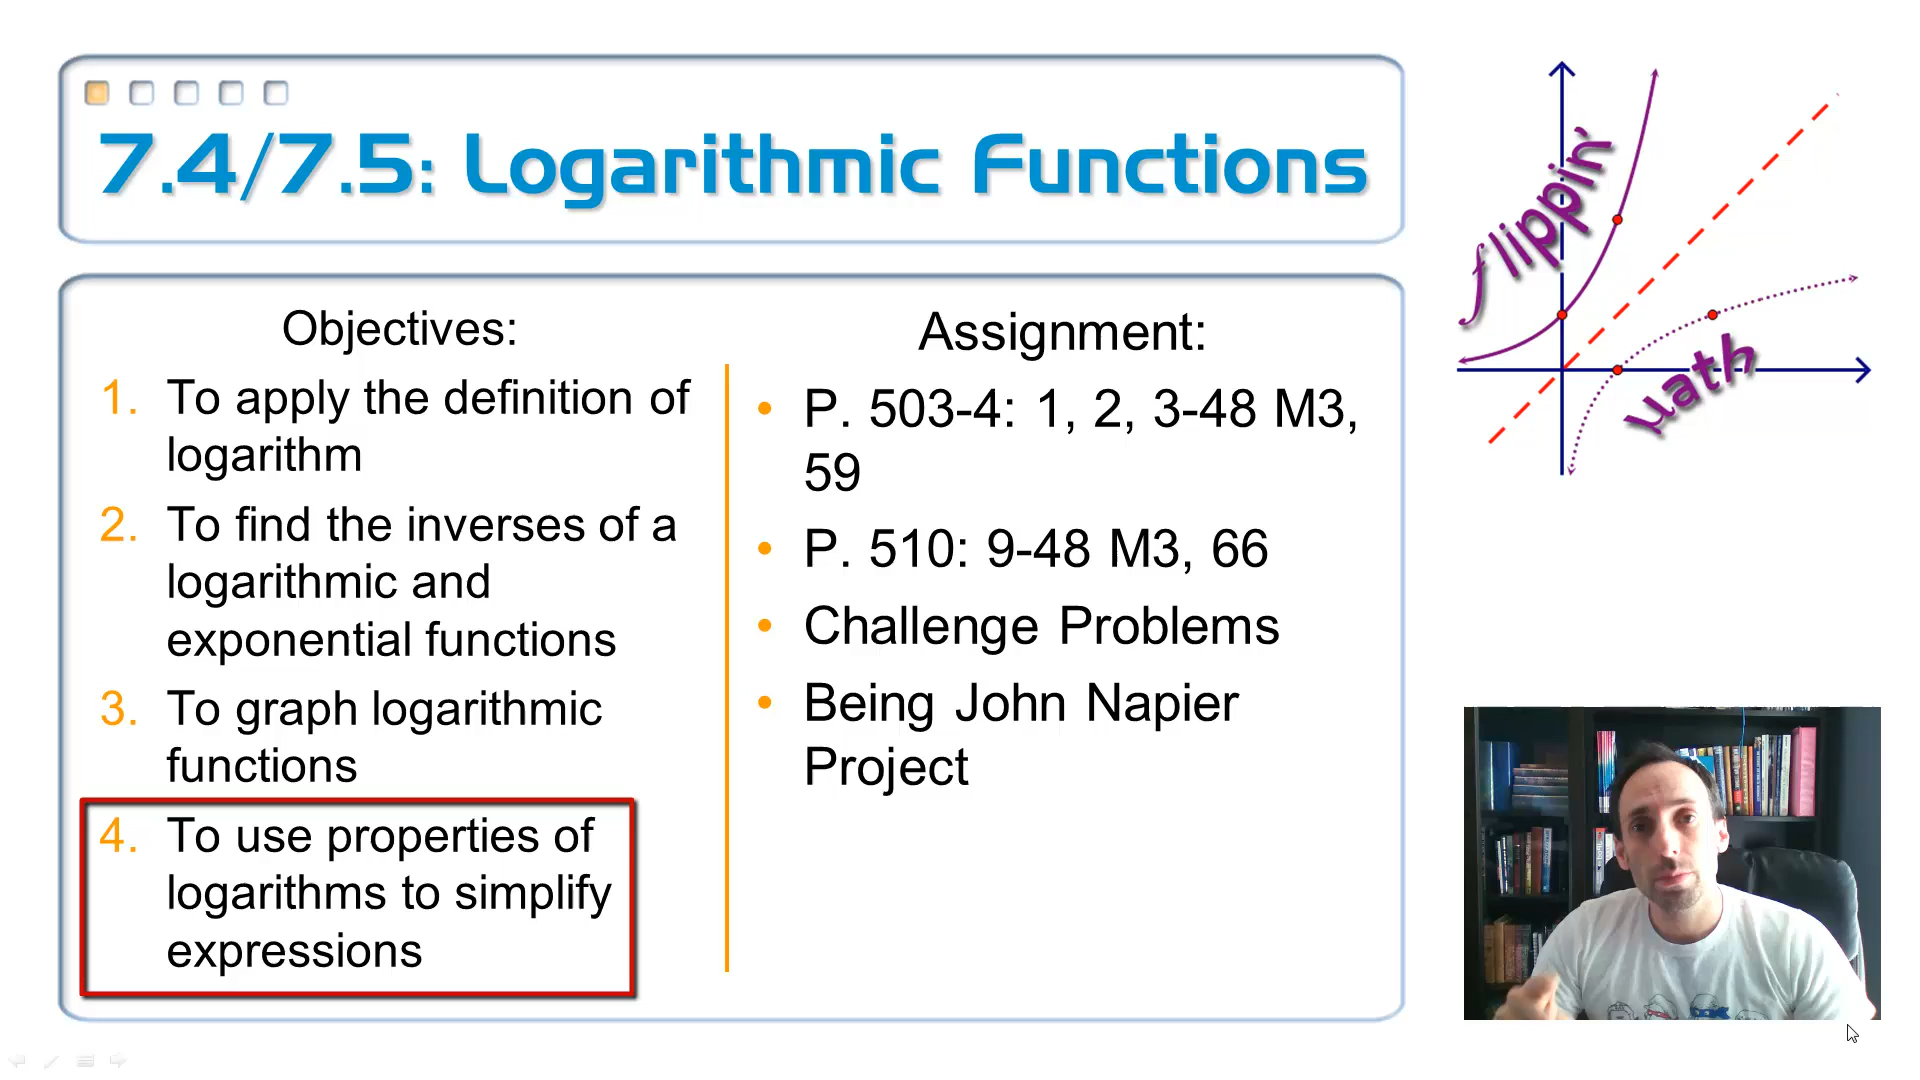 7.4/7.5: Logarithmic Functions
Objectives:
1. To apply the definition of
logarithm
2. To find the inverses of a
logarithmic and
exponential functions
3. To graph logarithmic
functions
4. To use properties of
logarithms to simplify
expressions
Assignment:
• P. 503-4: 1, 2, 3-48 M3,
59
• P. 510: 9-48 M3, 66
• Challenge Problems
• Being John Napier
Project
flippin'
μath